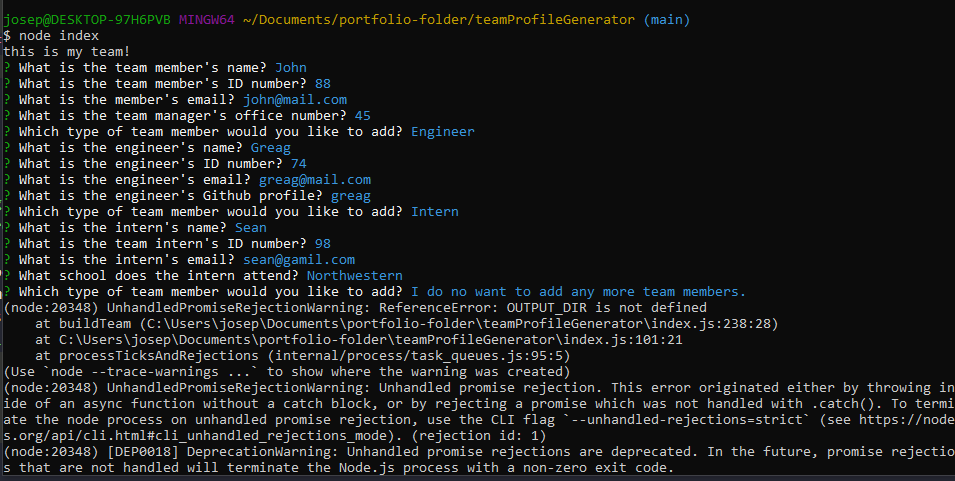 josep@DESKTOP-97H6PVB MINGW64 ~/Documents/portfolio-folder/teamProfileGenerator (main)
$ node index
this is my team!
? What is the team member's name? John
? What is the team member's ID number? 88
? What is the member's email? john@mail.com
? What is the team manager's office number? 45
? Which type of team member would you like to add? Engineer
? What is the engineer's name? Greag
? What is the engineer's ID number? 74
? What is the engineer's email? greag@mail.com
? What is the engineer's Github profile? greag
? Which type of team member would you like to add? Intern
? What is the intern's name? Sean
? What is the team intern's ID number? 98
? What is the intern's email? sean@gamil.com
? What school does the intern attend? Northwestern
? Which type of team member would you like to add? I do no want to add any more team members.
(node:20348) UnhandledPromiseRejectionWarning: ReferenceError: OUTPUT_DIR is not defined
    at buildTeam (C:\Users\josep\Documents\portfolio-folder\teamProfileGenerator\index.js:238:28)
    at C:\Users\josep\Documents\portfolio-folder\teamProfileGenerator\index.js:101:21
    at processTicksAndRejections (internal/process/task_queues.js:95:5)
(Use `node --trace-warnings ...` to show where the warning was created)
(node:20348) UnhandledPromiseRejectionWarning: Unhandled promise rejection. This error originated either by throwing in
ide of an async function without a catch block, or by rejecting a promise which was not handled with .catch(). To termi
ate the node process on unhandled promise rejection, use the CLI flag `--unhandled-rejections=strict` (see https://node
s.org/api/cli.html#cli_unhandled_rejections_mode). (rejection id: 1)
(node:20348) [DEP0018] DeprecationWarning: Unhandled promise rejections are deprecated. In the future, promise rejectio
s that are not handled will terminate the Node.js process with a non-zero exit code.